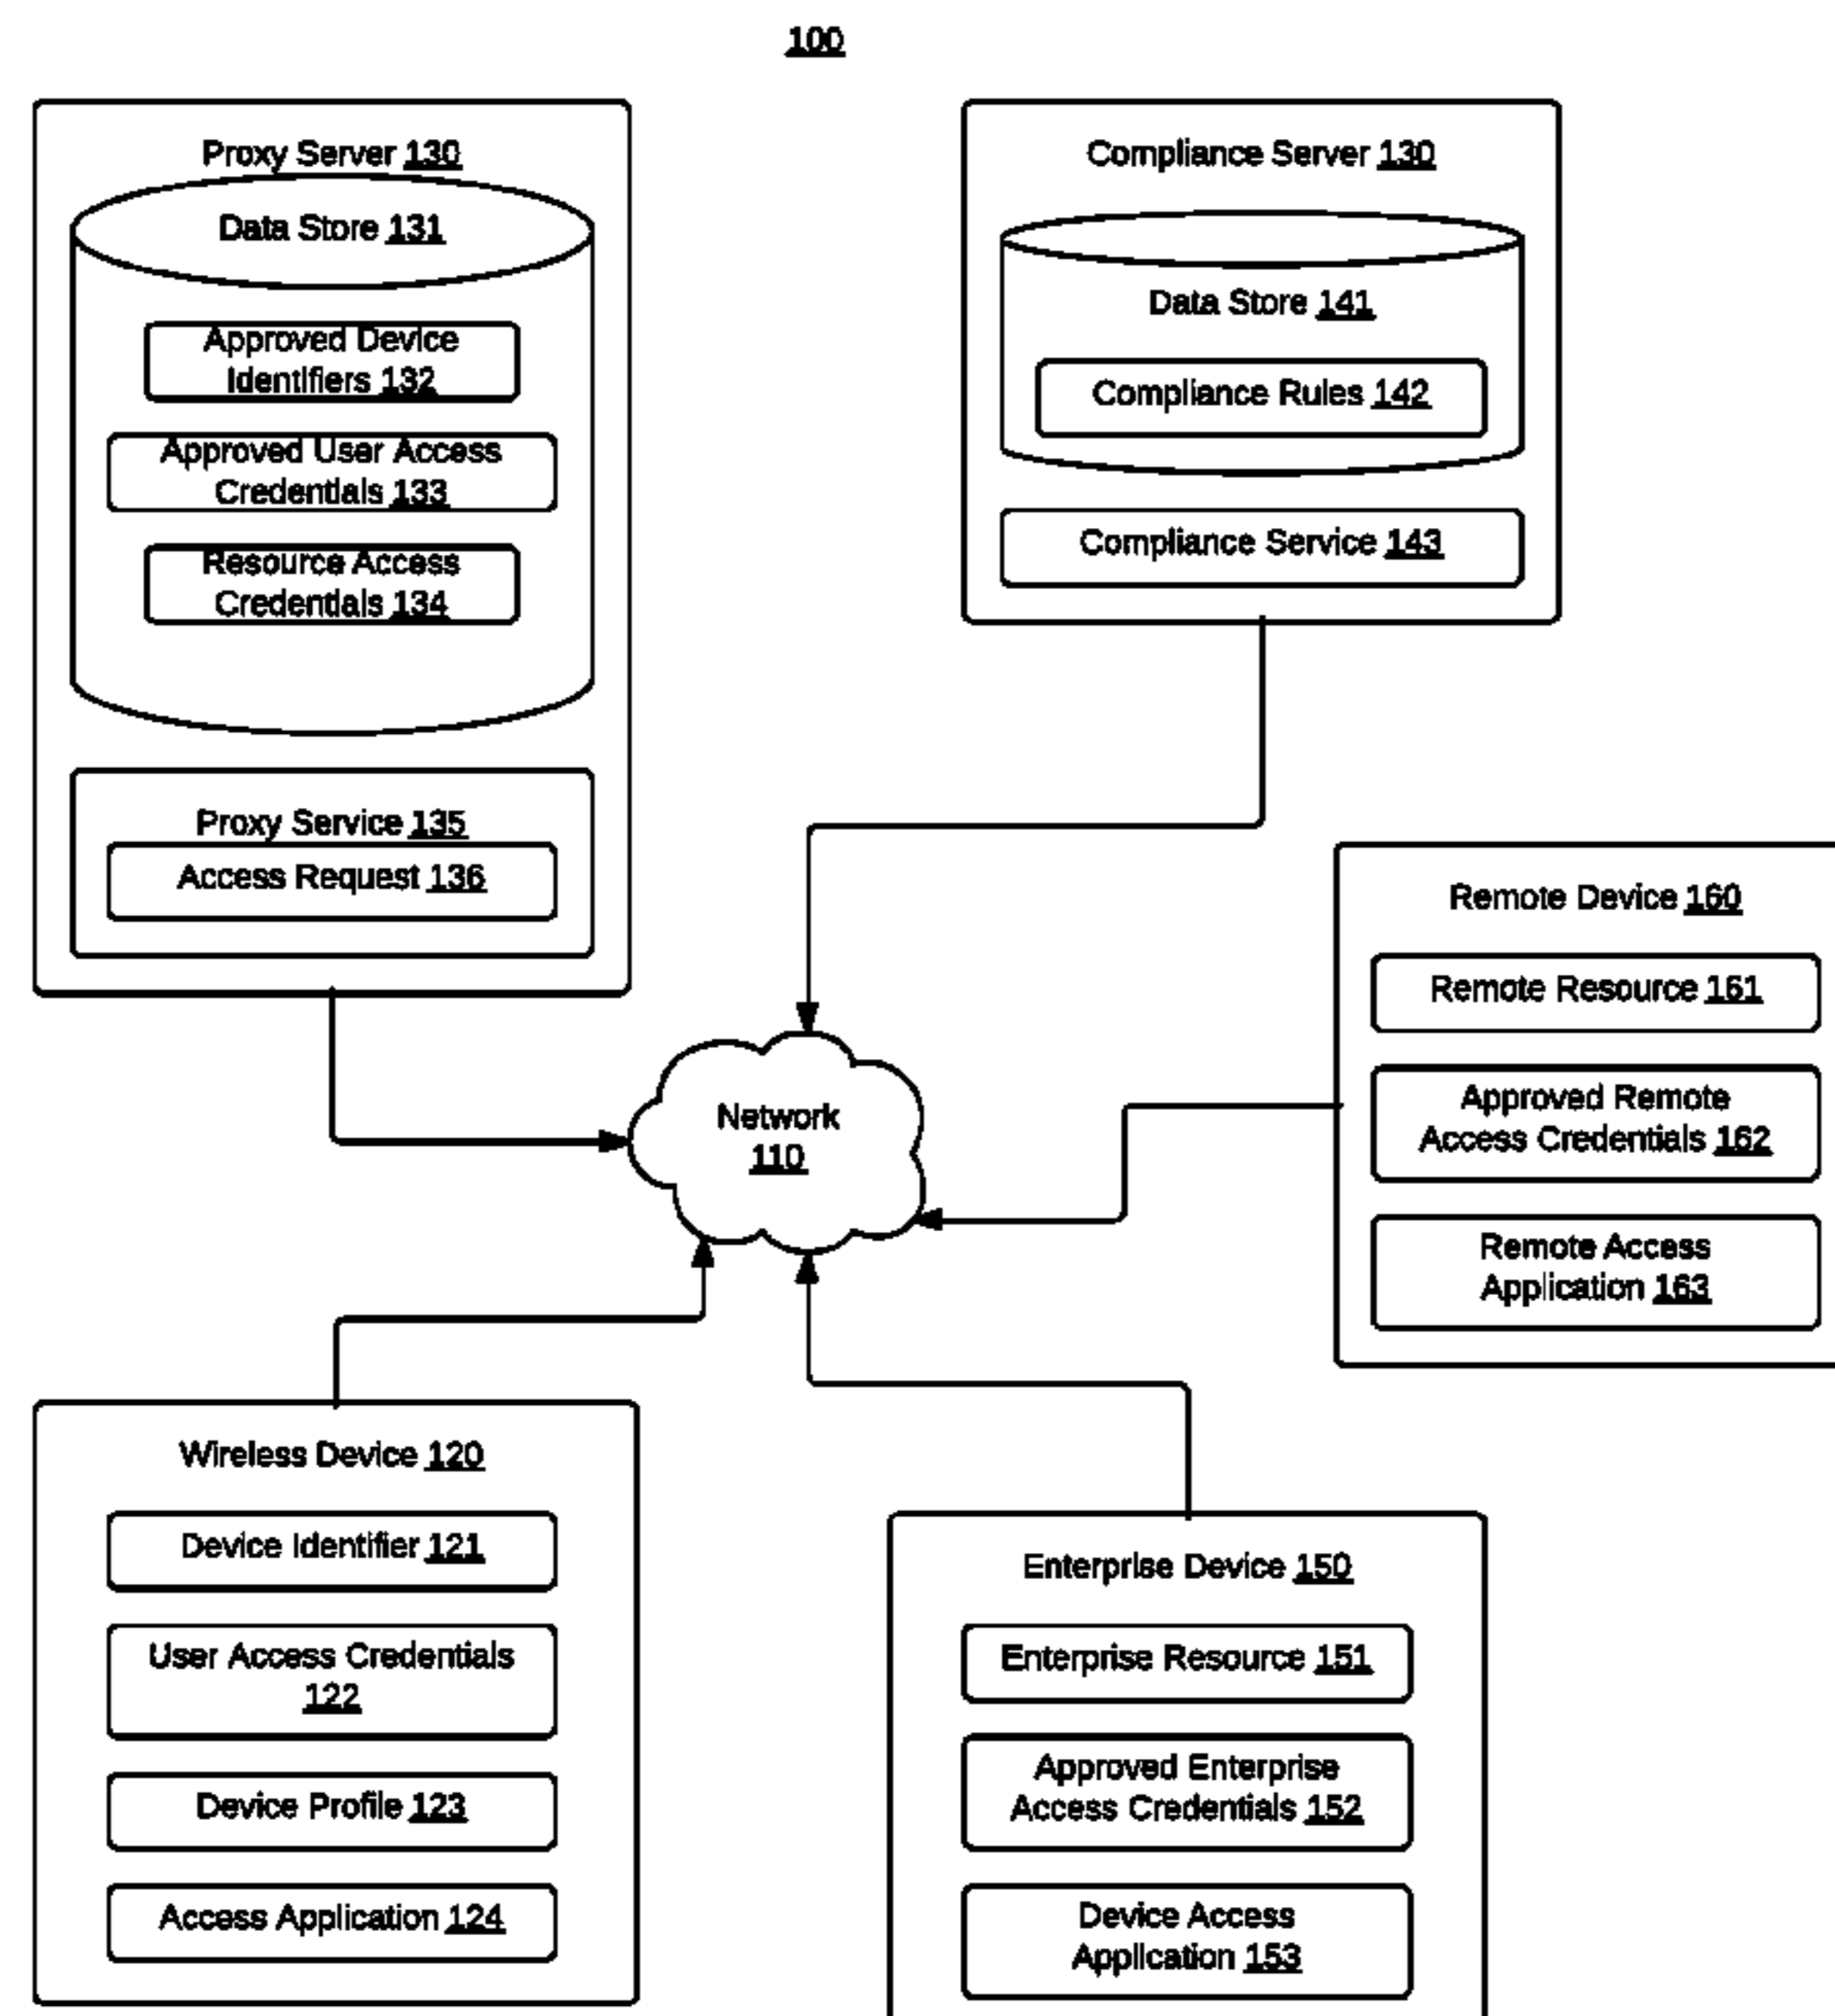 100
Proxy Server 130
Data Store 131
Approved Device
Identifiers 132
Approved User Access
Credentials 133
Resource Access
Credentials 134
Proxy Service 135
Access Request 136
Compliance Server 130
Data Store 141
Compliance Rules 142
Compliance Service 143
Remote Device 160
Remote Resource 161
Approved Remote
Access Credentials 162
Remote Access
Application 163
Network
110
Wireless Device 120
Device Identifier 121
User Access Credentials
122
Device Profile 123
Access Application 124
Enterprise Device 150
Enterprise Resource 151
Approved Enterprise
Access Credentials 152
Device Access
Application 153